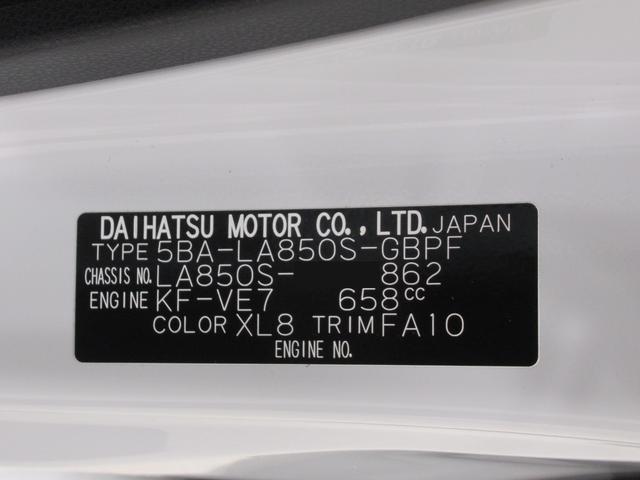 DAIHATSU MOTOR CO., LTD. JAPAN
TYPE 5BA-LA850S-GBPF
CHASSIS NO. LA850S- 862
ENGINE KF-VE7 658cc
COLOR XL8 TRIM FA10
ENGINE NO.